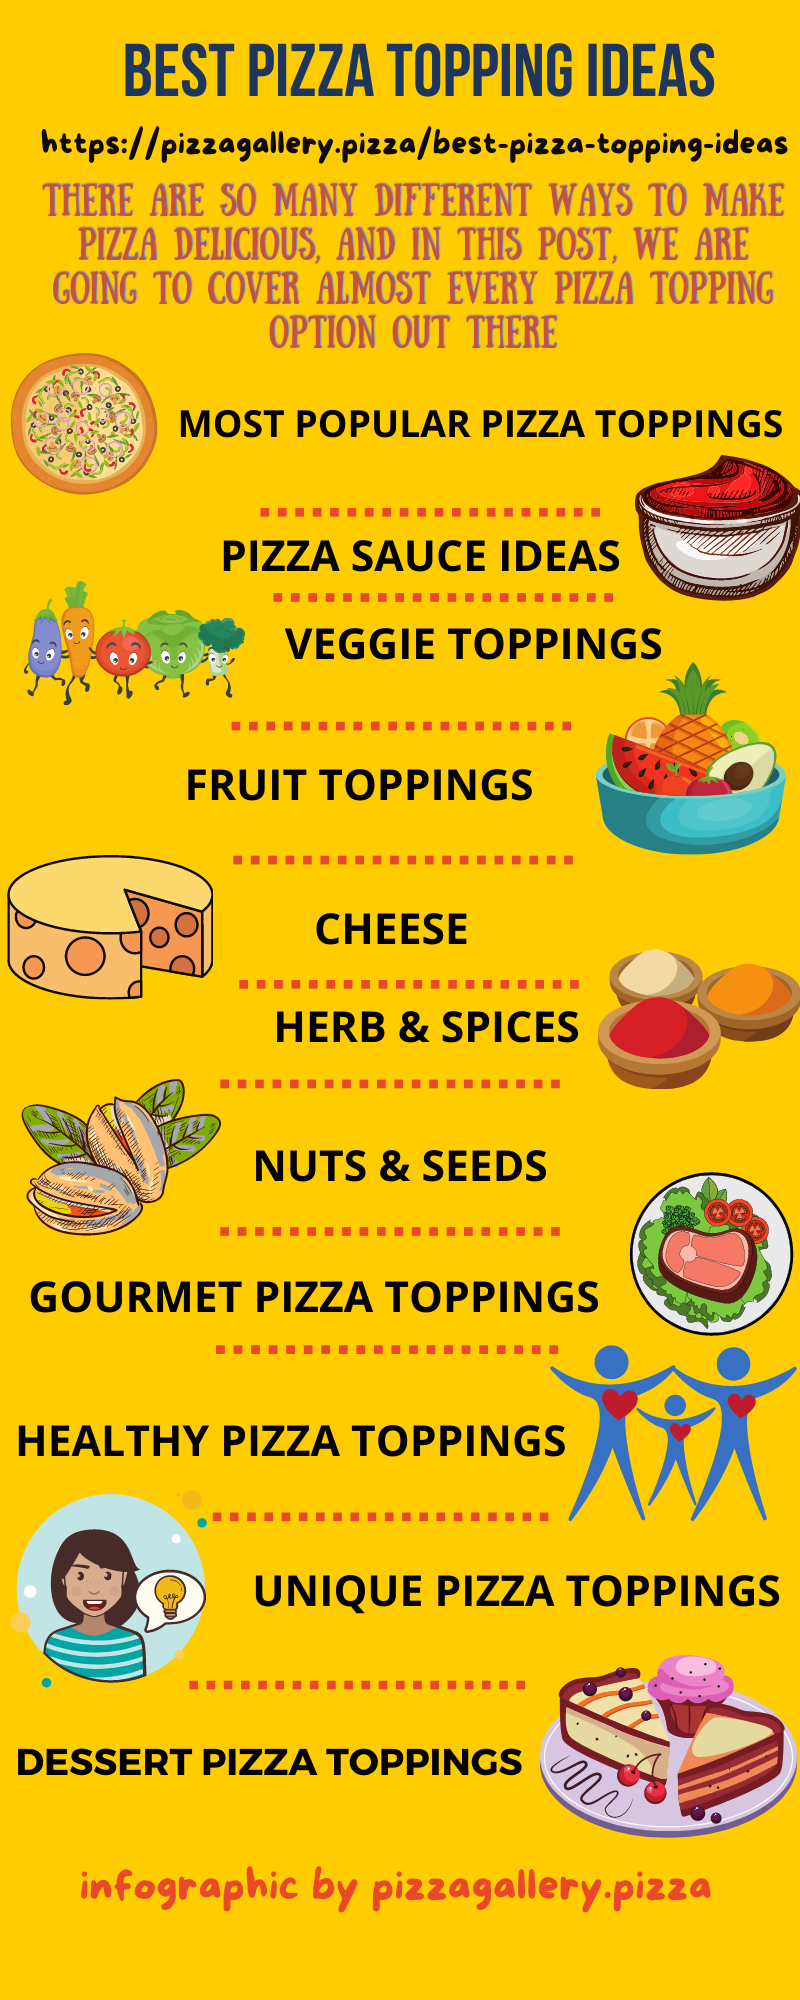 BEST PIZZA TOPPING IDEAS
https://pizzagallery.pizza/best-pizza-topping-ideas
THERE ARE SO MANY DIFFERENT WAYS TO MAKE
PIZZA DELICIOUS, AND IN THIS POST, WE ARE
GOING TO COVER ALMOST EVERY PIZZA TOPPING
OPTION OUT THERE
MOST POPULAR PIZZA TOPPINGS
PIZZA SAUCE IDEAS
VEGGIE TOPPINGS
FRUIT TOPPINGS
CHEESE
HERB & SPICES
NUTS & SEEDS
GOURMET PIZZA TOPPINGS
HEALTHY PIZZA TOPPINGS
UNIQUE PIZZA TOPPINGS
DESSERT PIZZA TOPPINGS
infographic by pizzagallery.pizza